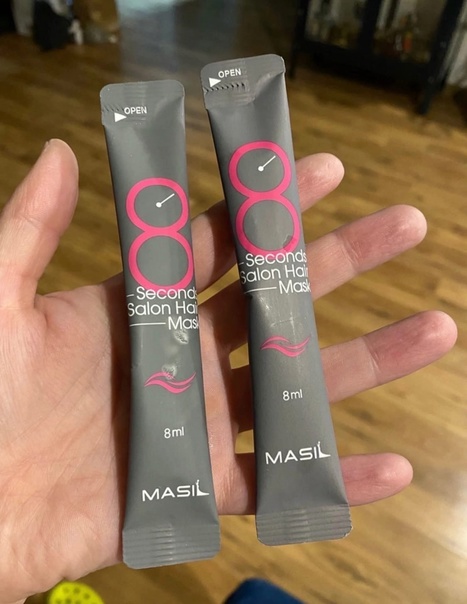 OPEN
8
Seconds
Salon Hair
Mask
8ml
MASIL
OPEN
8
Seconds
Salon Hair
Mask
8ml
MASIL